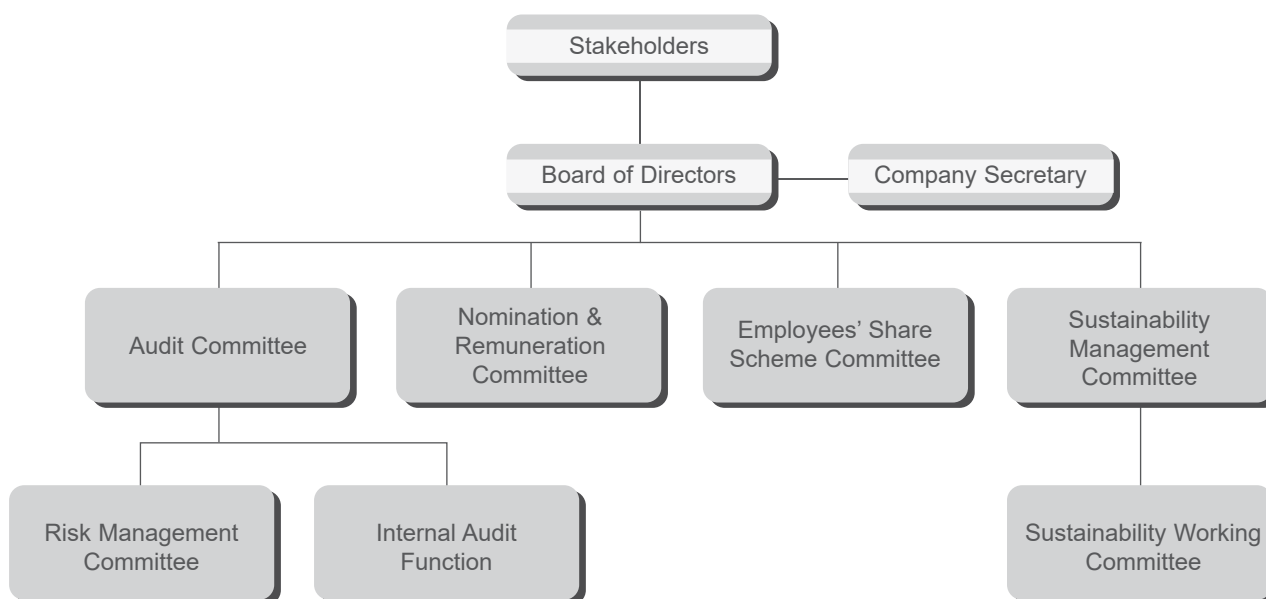 Stakeholders
Board of Directors
Company Secretary
Audit Committee
Nomination &
Remuneration
Committee
Employees’ Share
Scheme Committee
Sustainability
Management
Committee
Risk Management
Committee
Internal Audit
Function
Sustainability Working
Committee